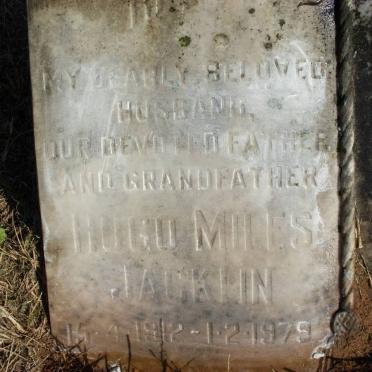 MY DEARLY BELOVED
HUSBAND,
OUR DEVOTED FATHER
AND GRANDFATHER
HUGO MILES
JACKLIN
15-4-1912-1-2-1979